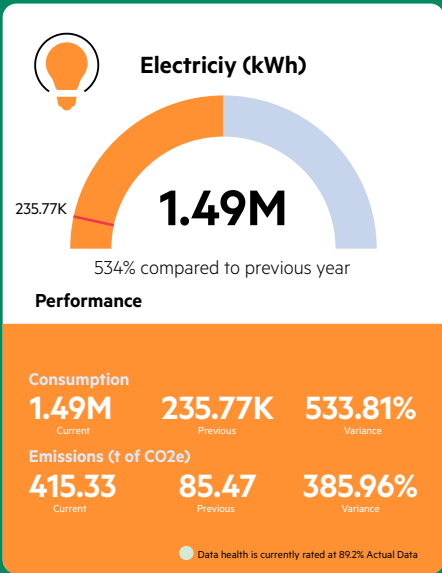 Electriciy (kWh)
235.77K
1.49M
534% compared to previous year
Performance
Consumption
1.49M 235.77K 533.81%
Current Previous Variance
Emissions (t of CO2e)
415.33 85.47 385.96%
Current Previous Variance
Data health is currently rated at 89.2% Actual Data